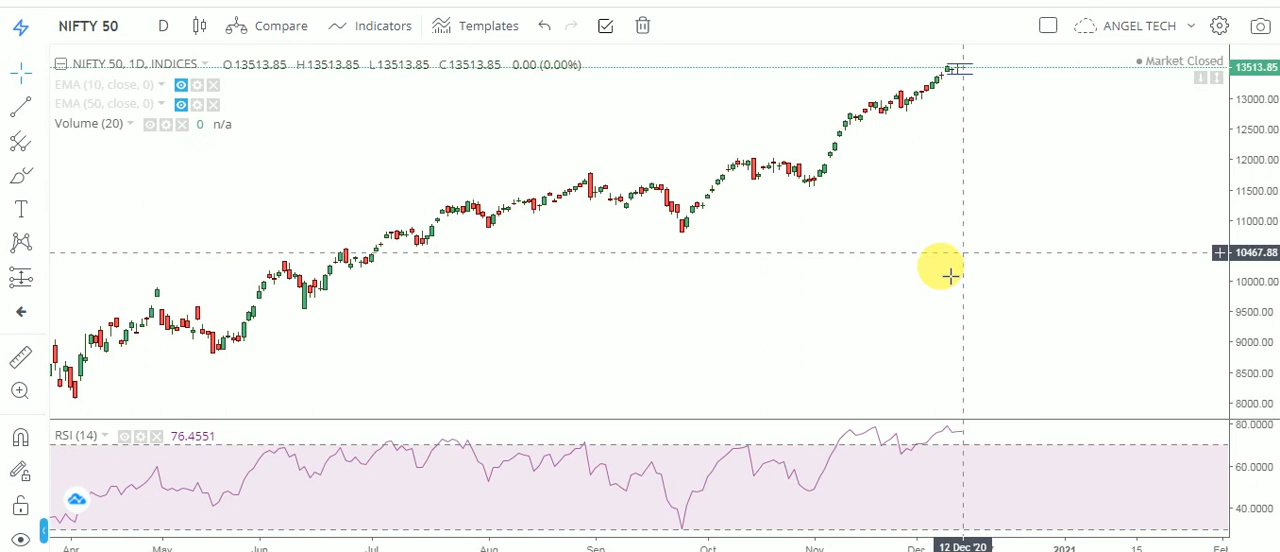 NIFTY 50 D Compare Indicators Templates ANGEL TECH
NIFTY 50, 1D, INDICES O 13513.85 H 13513.85 L 13513.85 C 13513.85 0.00 (0.00%)
Market Closed
13513.85
EMA (10, close, 0)
EMA (50, close, 0)
Volume (20) 0 n/a
13000.00
12500.00
12000.00
11500.00
11000.00
10467.88
10000.00
9500.00
9000.00
8500.00
8000.00
RSI (14) 76.4551
80.0000
60.0000
40.0000
Apr May Jun Jul Aug Sep Oct Nov Dec 12 Dec '20 2021 15 Fel